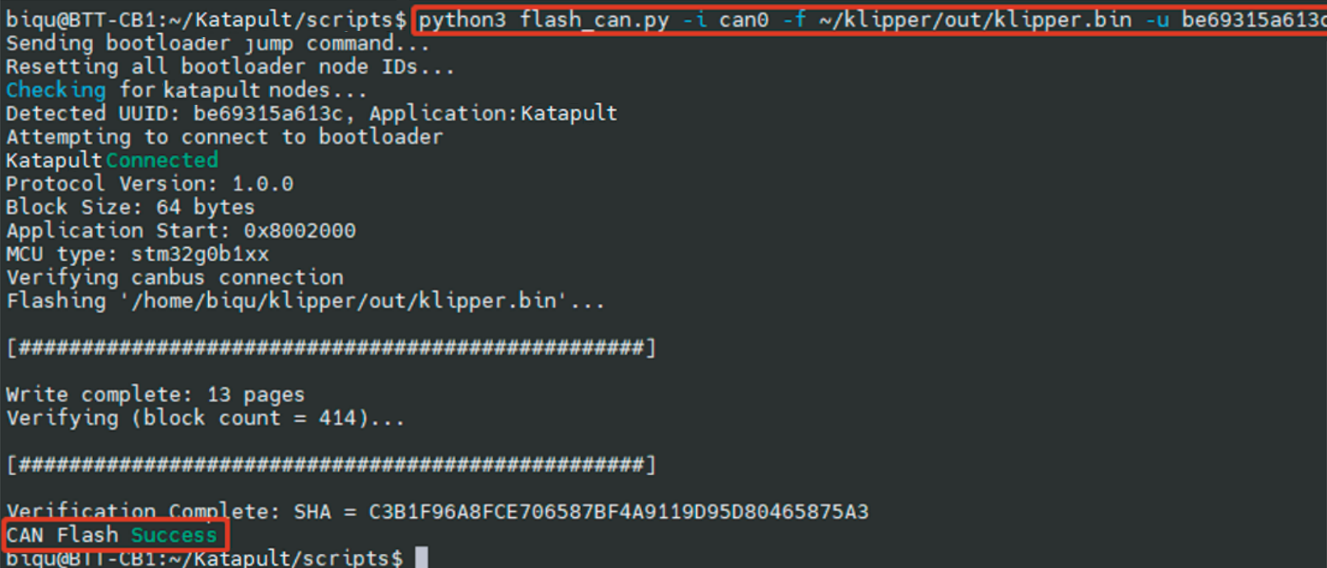 biqu@BTT-CB1:~/Katapult/scripts$ python3 flash_can.py -i can0 -f ~/klipper/out/klipper.bin -u be69315a613c
Sending bootloader jump command...
Resetting all bootloader node IDs...
Checking for katapult nodes...
Detected UUID: be69315a613c, Application:Katapult
Attempting to connect to bootloader
Katapult Connected
Protocol Version: 1.0.0
Block Size: 64 bytes
Application Start: 0x8002000
MCU type: stm32g0b1xx
Verifying canbus connection
Flashing '/home/biqu/klipper/out/klipper.bin'...
[##################################################]
Write complete: 13 pages
Verifying (block count = 414)...
[##################################################]
Verification Complete: SHA = C3B1F96A8FCE706587BF4A9119D95D80465875A3
CAN Flash Success
biqu@BTT-CB1:~/Katapult/scripts$